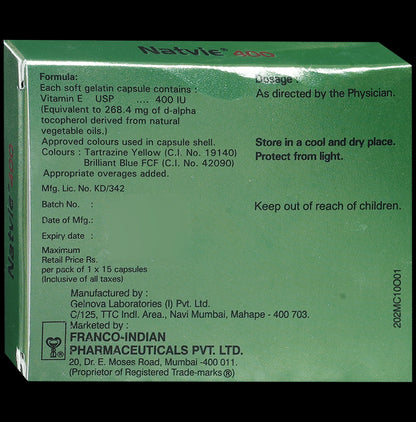 Natvie® 400
Formula:
Each soft gelatin capsule contains :
Vitamin E USP .... 400 IU
(Equivalent to 268.4 mg of d-alpha
tocopherol derived from natural
vegetable oils.)
Approved colours used in capsule shell.
Colours : Tartrazine Yellow (C.I. No. 19140)
Brilliant Blue FCF (C.I. No. 42090)
Appropriate overages added.
Mfg. Lic. No. KD/342
Batch No. :
Date of Mfg.:
Expiry date :
Maximum
Retail Price Rs.
per pack of 1 x 15 capsules
(Inclusive of all taxes)
Dosage :
As directed by the Physician.
Store in a cool and dry place.
Protect from light.
Keep out of reach of children.
Manufactured by :
Gelnova Laboratories (I) Pvt. Ltd.
C/125, TTC Indl. Area., Navi Mumbai, Mahape - 400 703.
Marketed by :
FRANCO-INDIAN
PHARMACEUTICALS PVT. LTD.
20, Dr. E. Moses Road, Mumbai -400 011.
(Proprietor of Registered Trade-marks®)
202MC10O01
Natvie® 400